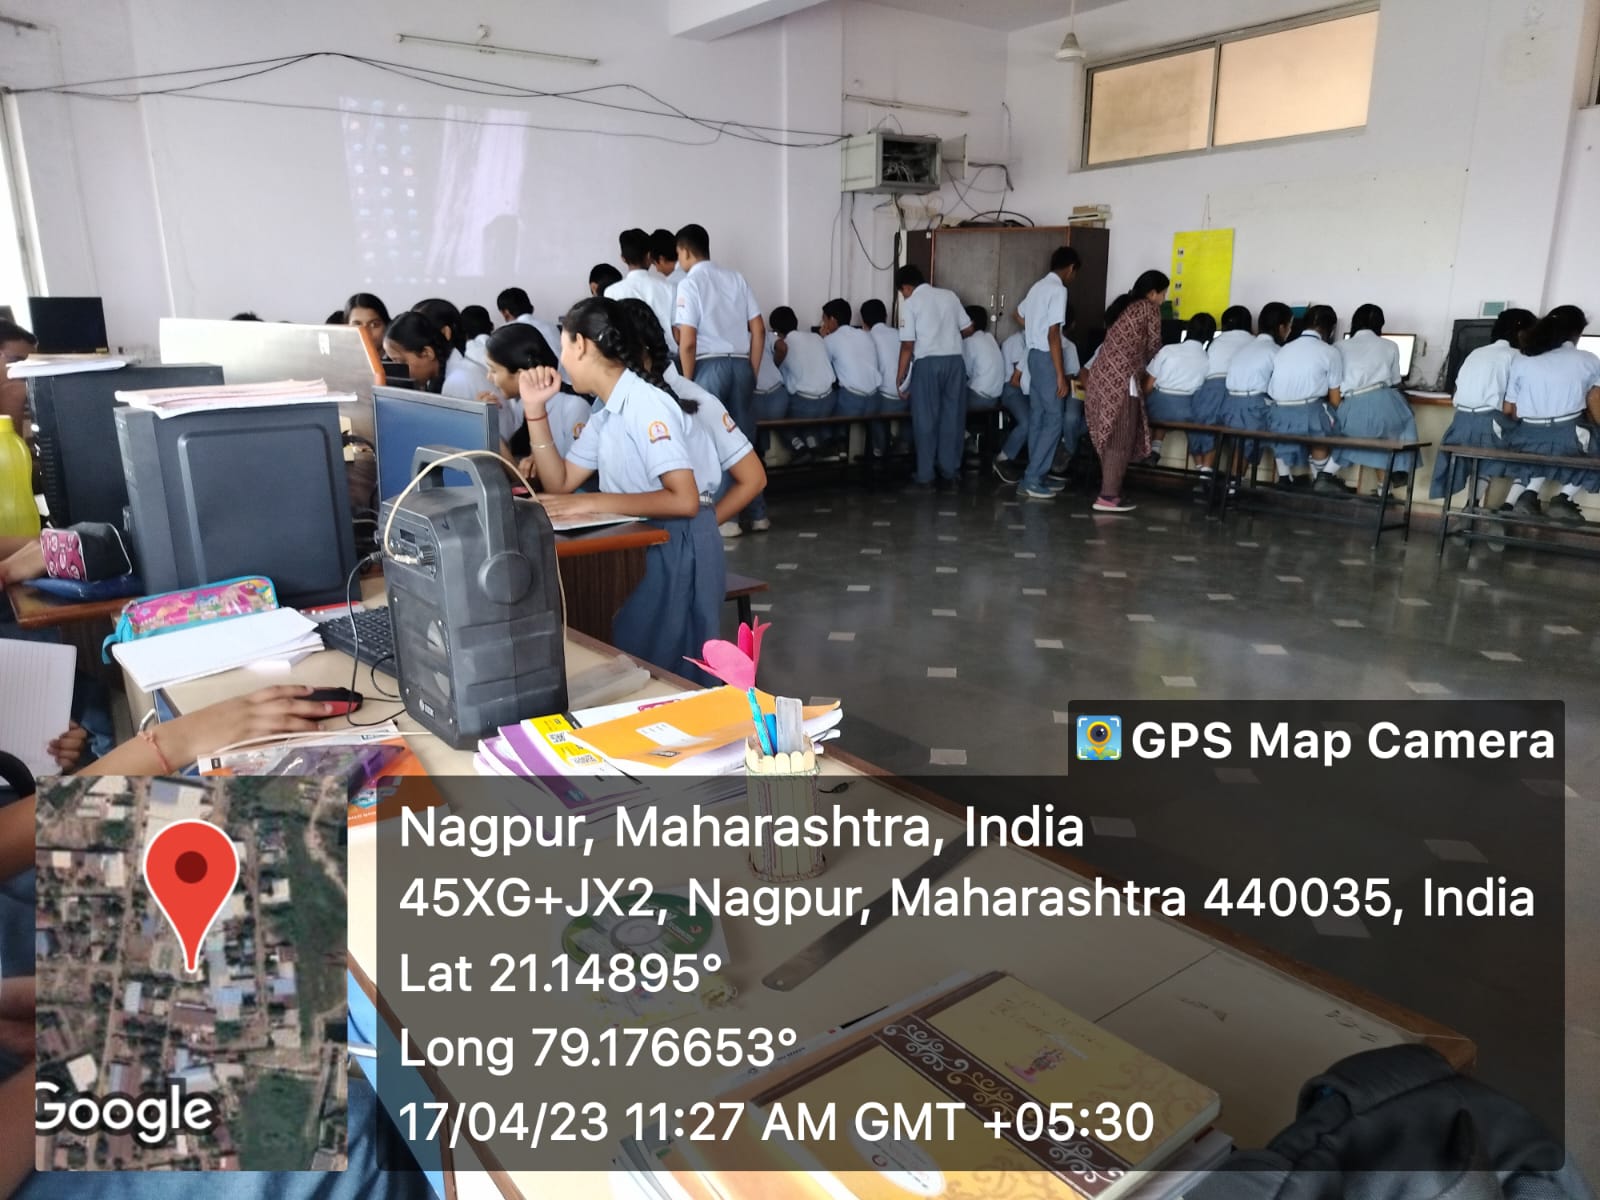 GPS Map Camera
Nagpur, Maharashtra, India
45XG+JX2, Nagpur, Maharashtra 440035, India
Lat 21.14895°
Long 79.176653°
17/04/23 11:27 AM GMT +05:30
Google